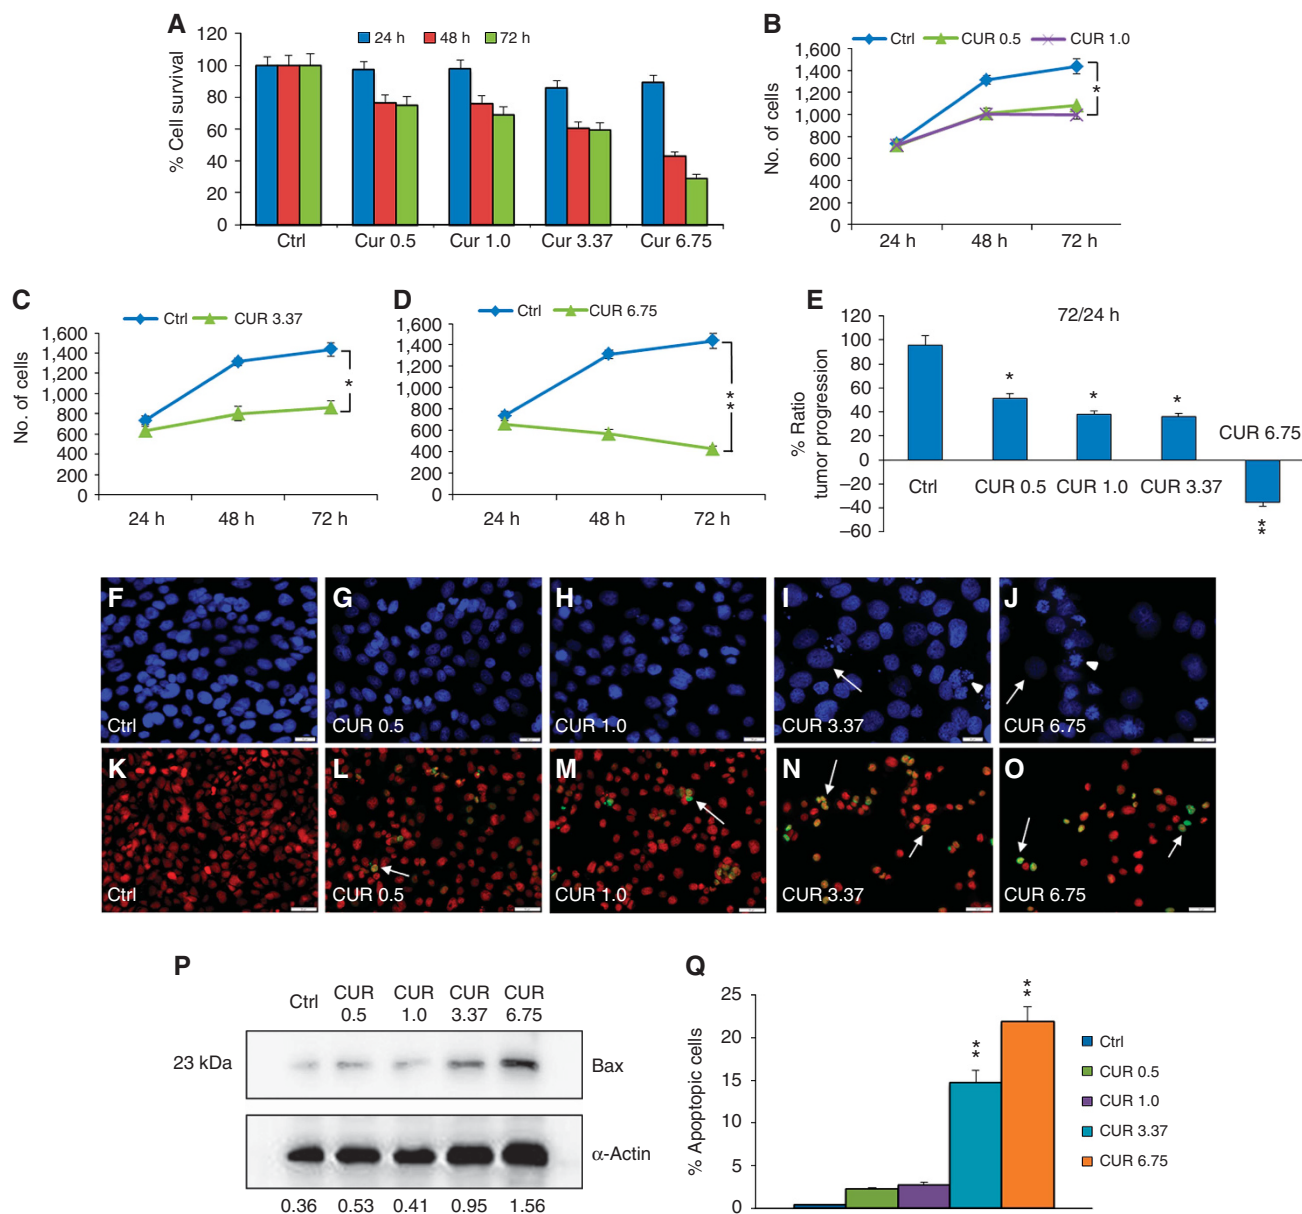 A
120
100
80
60
40
20
0
% Cell survival
24 h 48 h 72 h
Ctrl Cur 0.5 Cur 1.0 Cur 3.37 Cur 6.75
B
Ctrl CUR 0.5 CUR 1.0
1,600
1,400
1,200
1,000
800
600
400
200
0
No. of cells
*
24 h 48 h 72 h
C
Ctrl CUR 3.37
1,600
1,400
1,200
1,000
800
600
400
200
0
No. of cells
*
24 h 48 h 72 h
D
Ctrl CUR 6.75
1,600
1,400
1,200
1,000
800
600
400
200
0
**
24 h 48 h 72 h
E
72/24 h
120
100
80
60
40
20
0
–20
–40
–60
% Ratio
tumor progression
* * *
CUR 6.75
Ctrl CUR 0.5 CUR 1.0 CUR 3.37
**
F
Ctrl
G
CUR 0.5
H
CUR 1.0
I
CUR 3.37
J
CUR 6.75
K
Ctrl
L
CUR 0.5
M
CUR 1.0
N
CUR 3.37
O
CUR 6.75
P
Ctrl CUR CUR CUR CUR
0.5 1.0 3.37 6.75
23 kDa
Bax
α-Actin
0.36 0.53 0.41 0.95 1.56
Q
25
20
15
10
5
0
% Apoptopic cells
**
**
Ctrl
CUR 0.5
CUR 1.0
CUR 3.37
CUR 6.75